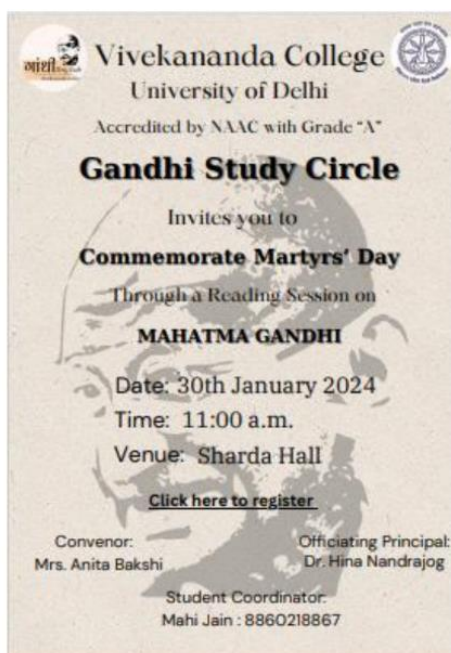 गांधी
Vivekananda College
University of Delhi
Accredited by NAAC with Grade "A"
Gandhi Study Circle
Invites you to
Commemorate Martyrs' Day
Through a Reading Session on
MAHATMA GANDHI
Date: 30th January 2024
Time: 11:00 a.m.
Venue: Sharda Hall
Click here to register
Convenor:
Mrs. Anita Bakshi
Officiating Principal:
Dr. Hina Nandrajog
Student Coordinator:
Mahi Jain : 8860218867